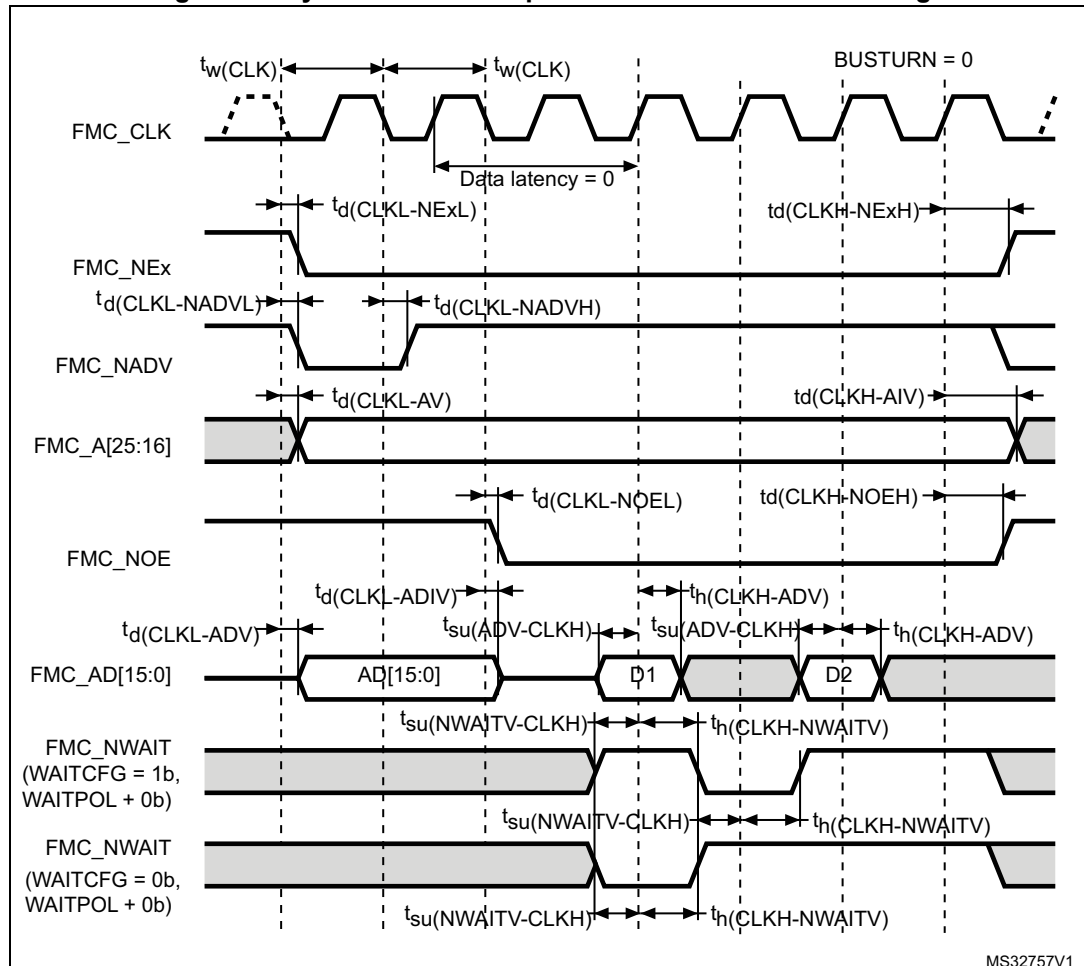 tw(CLK)
tw(CLK)
BUSTURN = 0
FMC_CLK
Data latency = 0
td(CLKL-NExL)
td(CLKH-NExH)
FMC_NEx
td(CLKL-NADVL)
td(CLKL-NADVH)
FMC_NADV
td(CLKL-AV)
td(CLKH-AIV)
FMC_A[25:16]
td(CLKL-NOEL)
td(CLKH-NOEH)
FMC_NOE
td(CLKL-ADIV)
th(CLKH-ADV)
td(CLKL-ADV)
tsu(ADV-CLKH)
tsu(ADV-CLKH)
th(CLKH-ADV)
FMC_AD[15:0]
AD[15:0]
D1
D2
tsu(NWAITV-CLKH)
th(CLKH-NWAITV)
FMC_NWAIT
(WAITCFG = 1b,
WAITPOL + 0b)
tsu(NWAITV-CLKH)
th(CLKH-NWAITV)
FMC_NWAIT
(WAITCFG = 0b,
WAITPOL + 0b)
tsu(NWAITV-CLKH)
th(CLKH-NWAITV)
MS32757V1